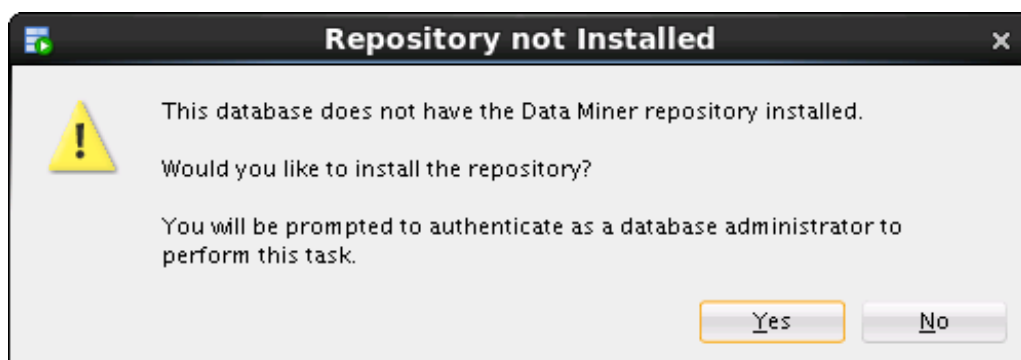 Repository not Installed
This database does not have the Data Miner repository installed.
Would you like to install the repository?
You will be prompted to authenticate as a database administrator to
perform this task.
Yes No